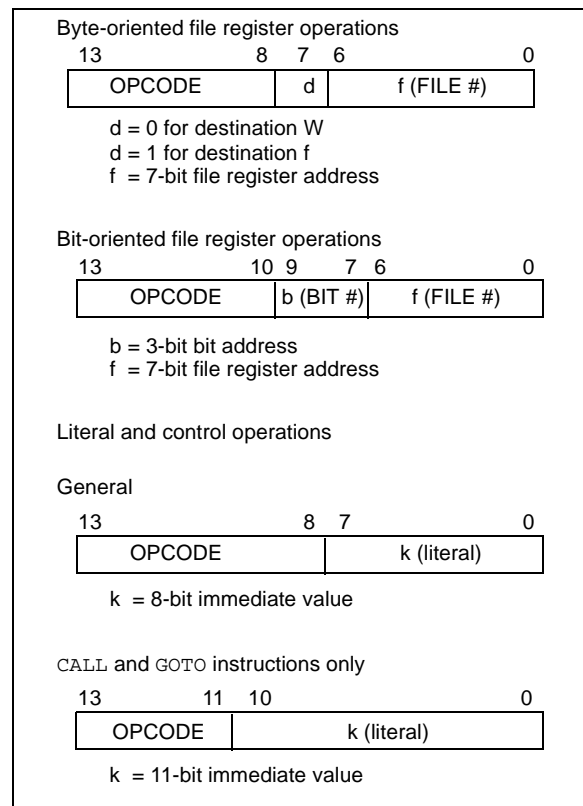 Byte-oriented file register operations
13 8 7 6 0
OPCODE d f (FILE #)
d = 0 for destination W
d = 1 for destination f
f = 7-bit file register address
Bit-oriented file register operations
13 10 9 7 6 0
OPCODE b (BIT #) f (FILE #)
b = 3-bit bit address
f = 7-bit file register address
Literal and control operations
General
13 8 7 0
OPCODE k (literal)
k = 8-bit immediate value
CALL and GOTO instructions only
13 11 10 0
OPCODE k (literal)
k = 11-bit immediate value